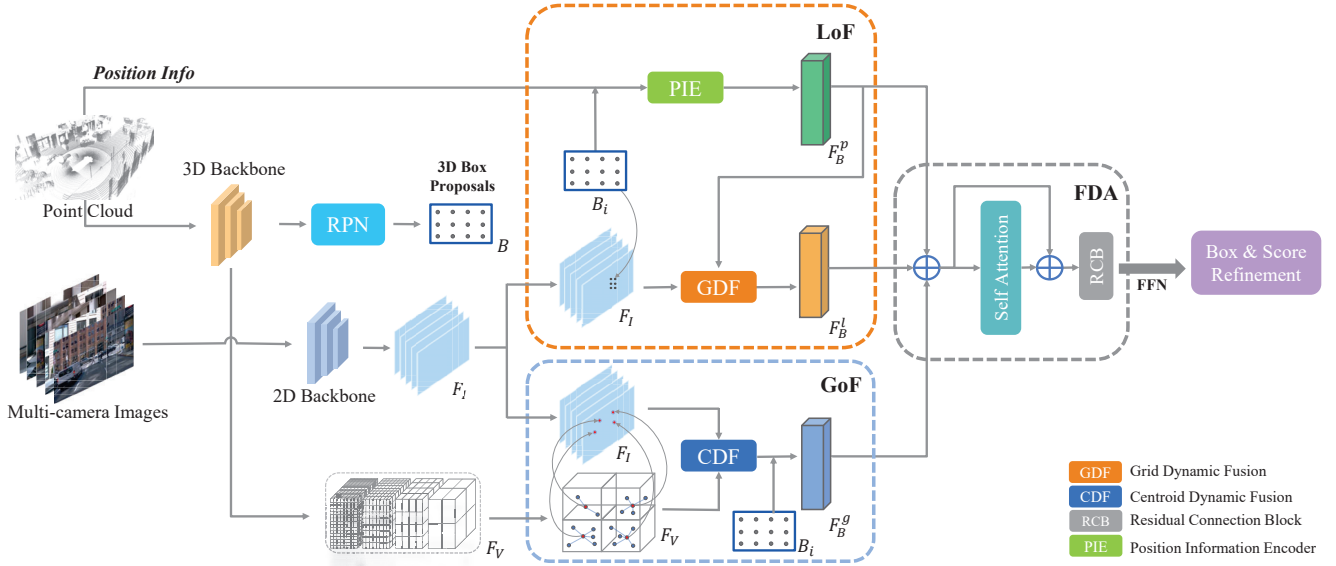 LoF
Position Info
PIE
F_B^p
3D Backbone
3D Box
Proposals
B_i
FDA
Point Cloud
RPN
B
Self Attention
RCB
FFN
Box & Score
Refinement
GDF
F_I
F_B^l
GoF
Multi-camera Images
2D Backbone
F_I
F_I
CDF
F_V
F_V
B_i
F_B^g
GDF Grid Dynamic Fusion
CDF Centroid Dynamic Fusion
RCB Residual Connection Block
PIE Position Information Encoder